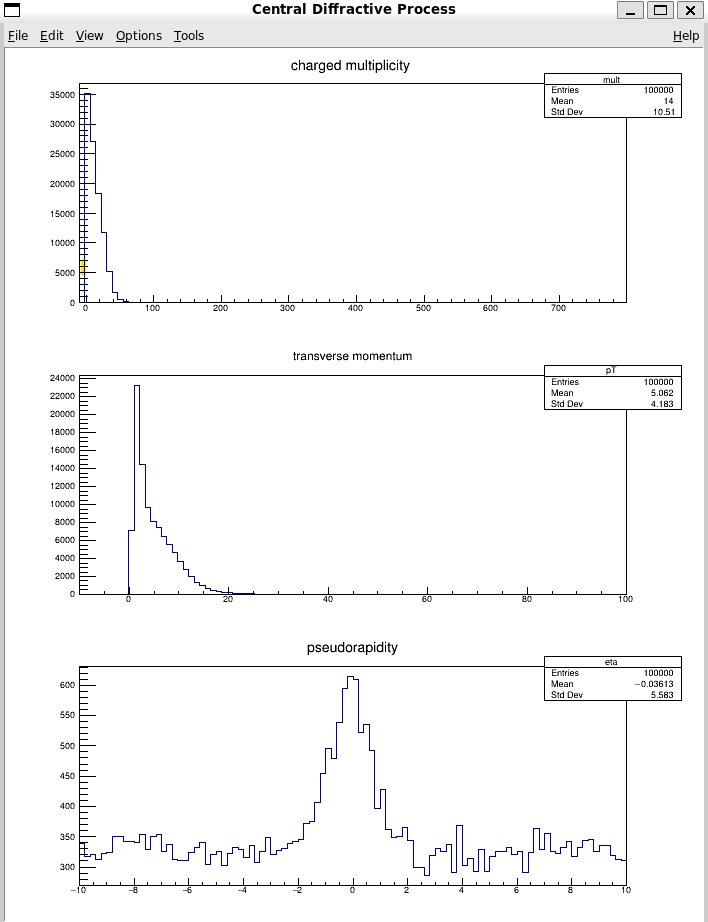 Central Diffractive Process
File Edit View Options Tools Help
charged multiplicity
mult
Entries 100000
Mean 14
Std Dev 10.51
35000
30000
25000
20000
15000
10000
5000
0
0 100 200 300 400 500 600 700
transverse momentum
pT
Entries 100000
Mean 5.062
Std Dev 4.183
24000
22000
20000
18000
16000
14000
12000
10000
8000
6000
4000
2000
0
0 20 40 60 80 100
pseudorapidity
eta
Entries 100000
Mean −0.03613
Std Dev 5.583
600
550
500
450
400
350
300
−10 −8 −6 −4 −2 0 2 4 6 8 10